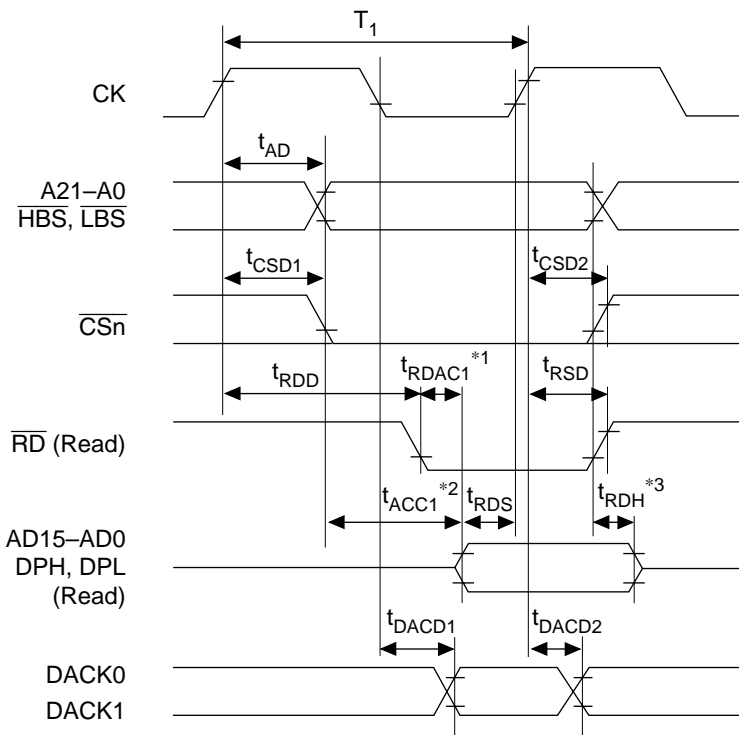 T1
CK
tAD
A21–A0
HBS, LBS
tCSD1
tCSD2
CSn
tRDD
tRDAC1*1
tRSD
RD (Read)
tACC1*2
tRDS
tRDH*3
AD15–AD0
DPH, DPL
(Read)
tDACD1
tDACD2
DACK0
DACK1